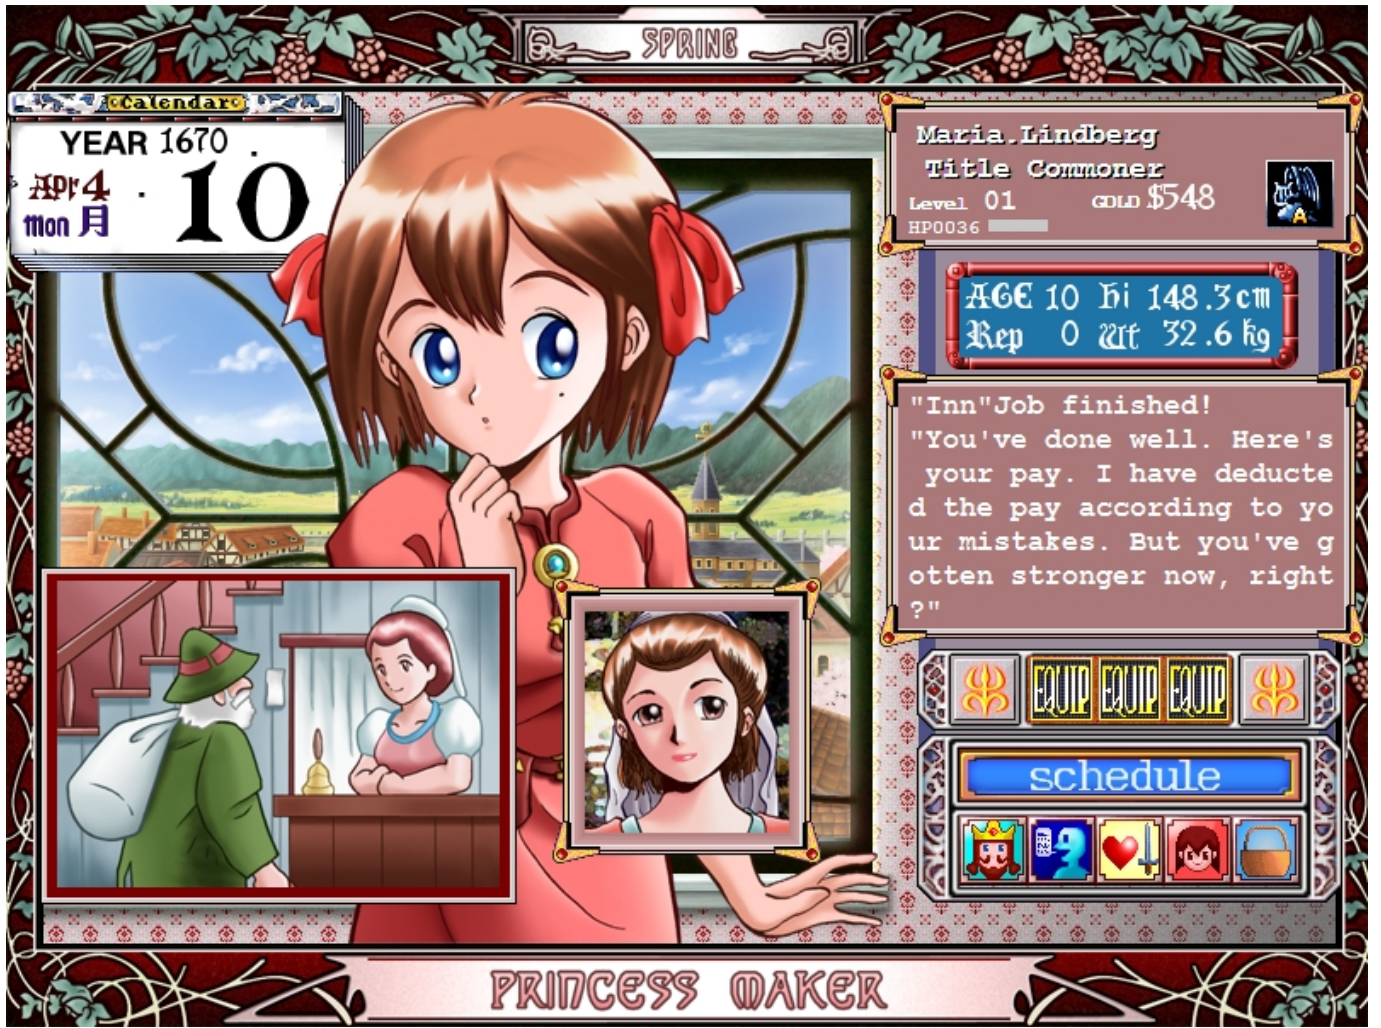 SPRING
Calendar
YEAR 1670 .
Apr 4 . 10
mon 月
Maria.Lindberg
Title Commoner
Level 01 GOLD $548
HP0036
A
AGE 10 Hi 148.3cm
Rep 0 Wt 32.6 kg
"Inn"Job finished!
"You've done well. Here's
your pay. I have deducte
d the pay according to yo
ur mistakes. But you've g
otten stronger now, right
?"
EQUIP EQUIP EQUIP
schedule
PRINCESS MAKER